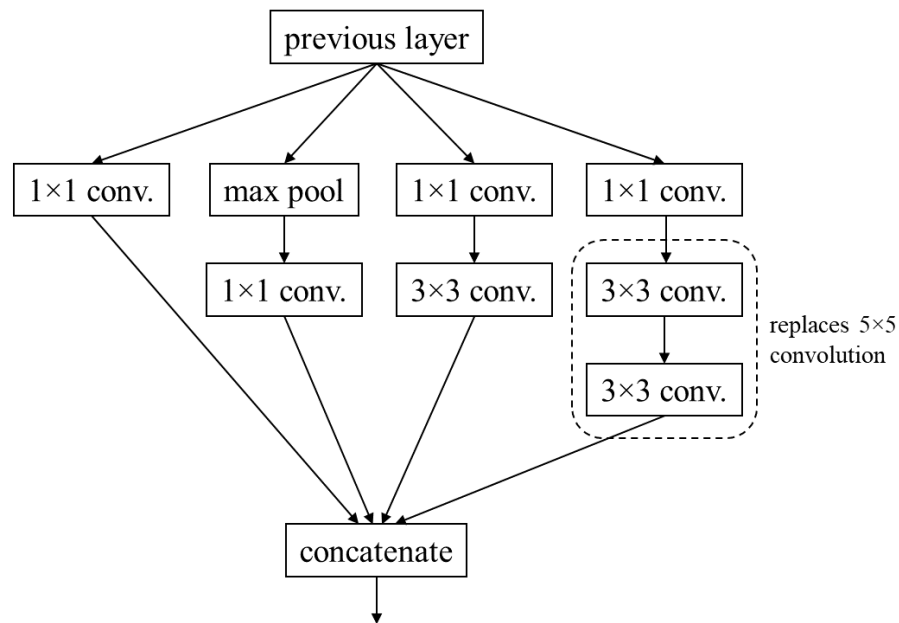 previous layer
1×1 conv.
max pool
1×1 conv.
1×1 conv.
1×1 conv.
3×3 conv.
3×3 conv.
replaces 5×5
convolution
3×3 conv.
concatenate